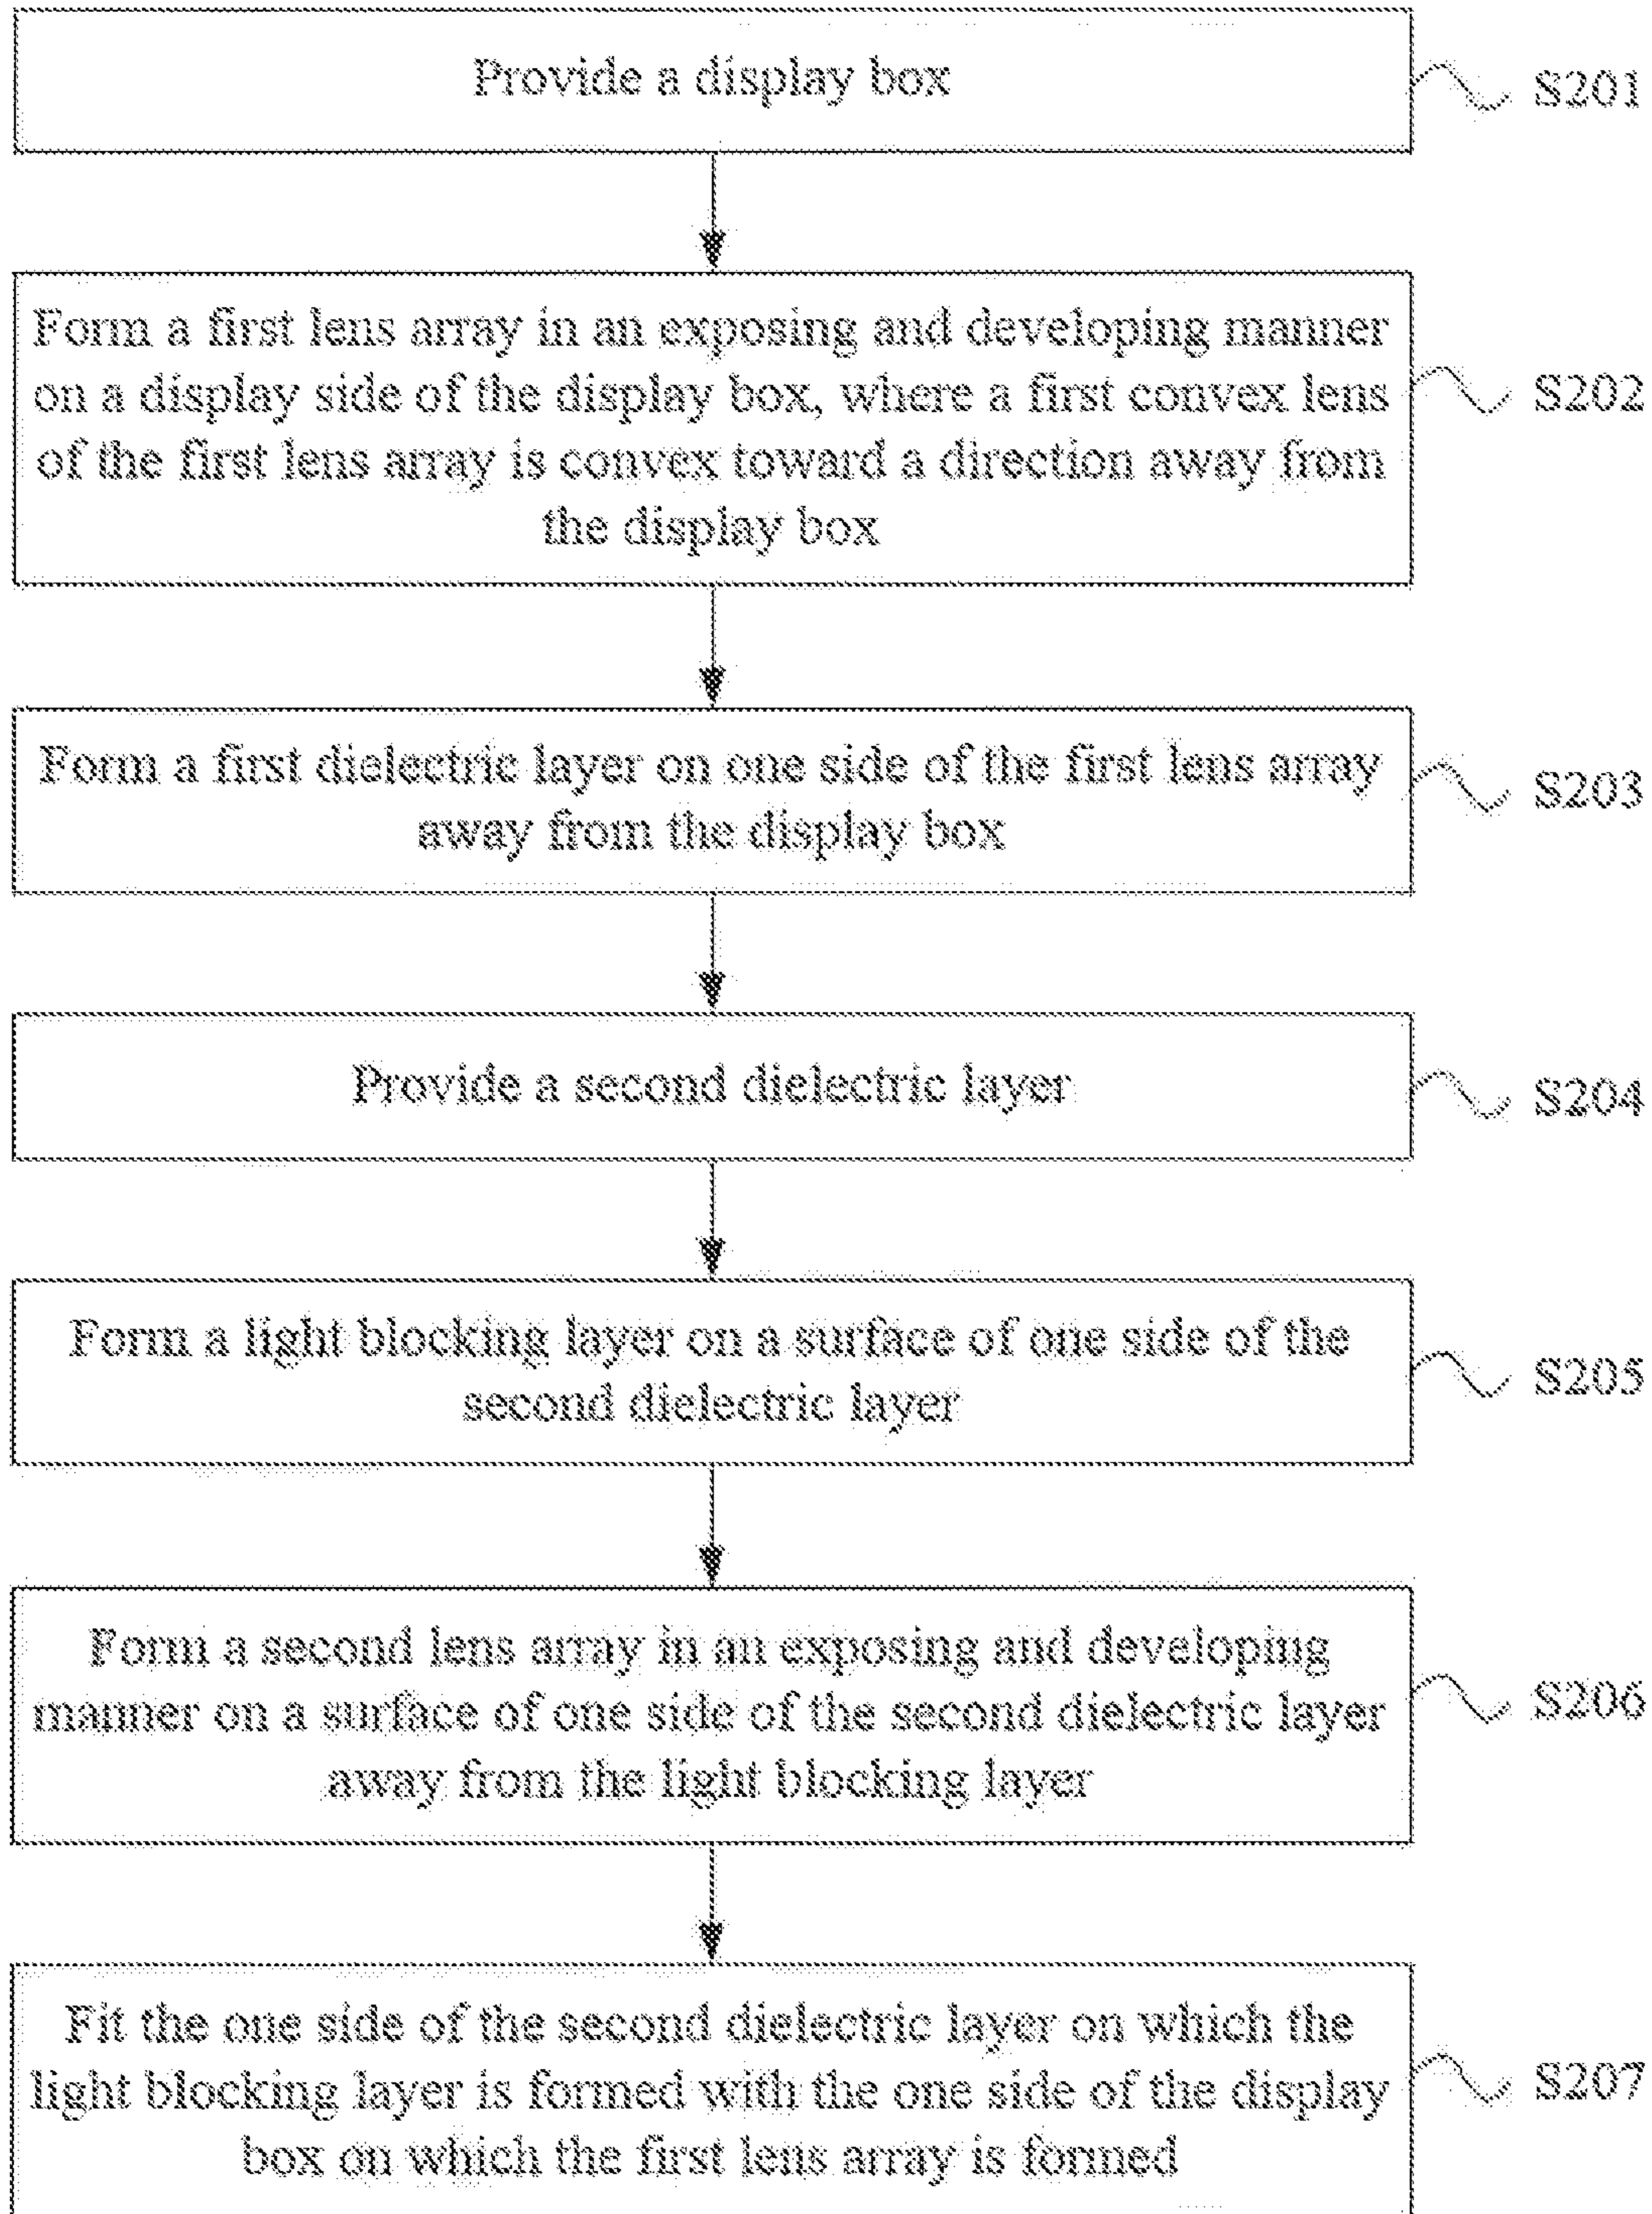 Provide a display box
S201
Form a first lens array in an exposing and developing manner
on a display side of the display box, where a first convex lens
of the first lens array is convex toward a direction away from
the display box
S202
Form a first dielectric layer on one side of the first lens array
away from the display box
S203
Provide a second dielectric layer
S204
Form a light blocking layer on a surface of one side of the
second dielectric layer
S205
Form a second lens array in an exposing and developing
manner on a surface of one side of the second dielectric layer
away from the light blocking layer
S206
Fit the one side of the second dielectric layer on which the
light blocking layer is formed with the one side of the display
box on which the first lens array is formed
S207